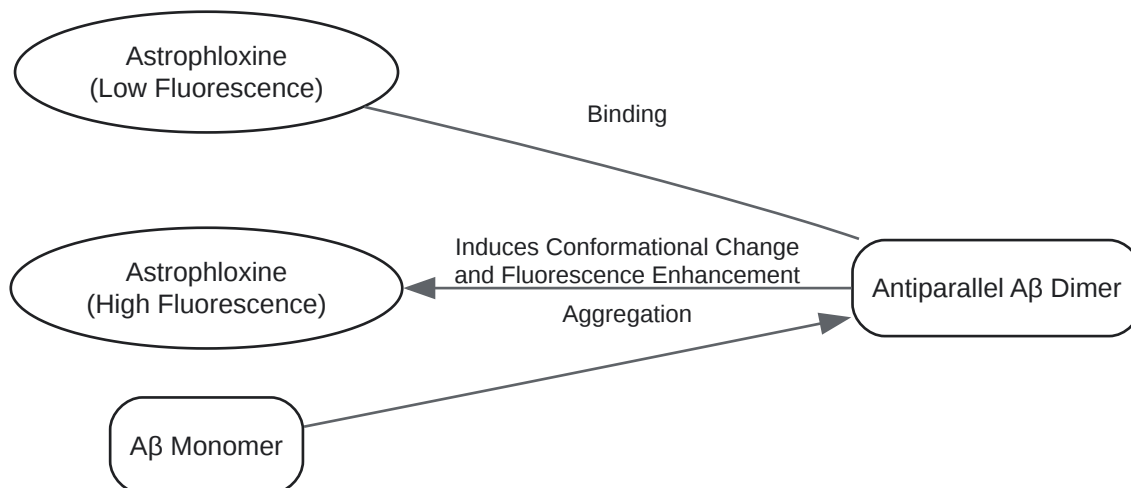 Astrophloxine
(Low Fluorescence)
Binding
Induces Conformational Change
and Fluorescence Enhancement
Astrophloxine
(High Fluorescence)
Antiparallel Aβ Dimer
Aggregation
Aβ Monomer